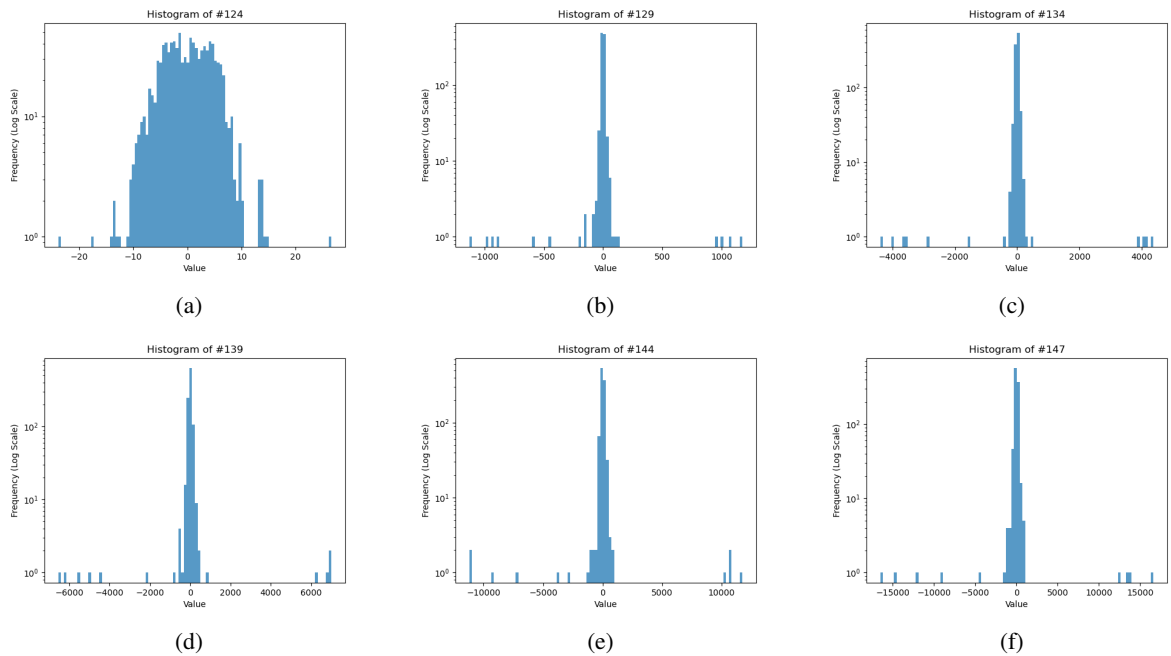 Histogram of #124
Frequency (Log Scale)
10¹
10⁰
−20 −10 0 10 20
Value
(a)
Histogram of #129
Frequency (Log Scale)
10²
10¹
10⁰
−1000 −500 0 500 1000
Value
(b)
Histogram of #134
Frequency (Log Scale)
10²
10¹
10⁰
−4000 −2000 0 2000 4000
Value
(c)
Histogram of #139
Frequency (Log Scale)
10²
10¹
10⁰
−6000 −4000 −2000 0 2000 4000 6000
Value
(d)
Histogram of #144
Frequency (Log Scale)
10²
10¹
10⁰
−10000 −5000 0 5000 10000
Value
(e)
Histogram of #147
Frequency (Log Scale)
10²
10¹
10⁰
−15000 −10000 −5000 0 5000 10000 15000
Value
(f)